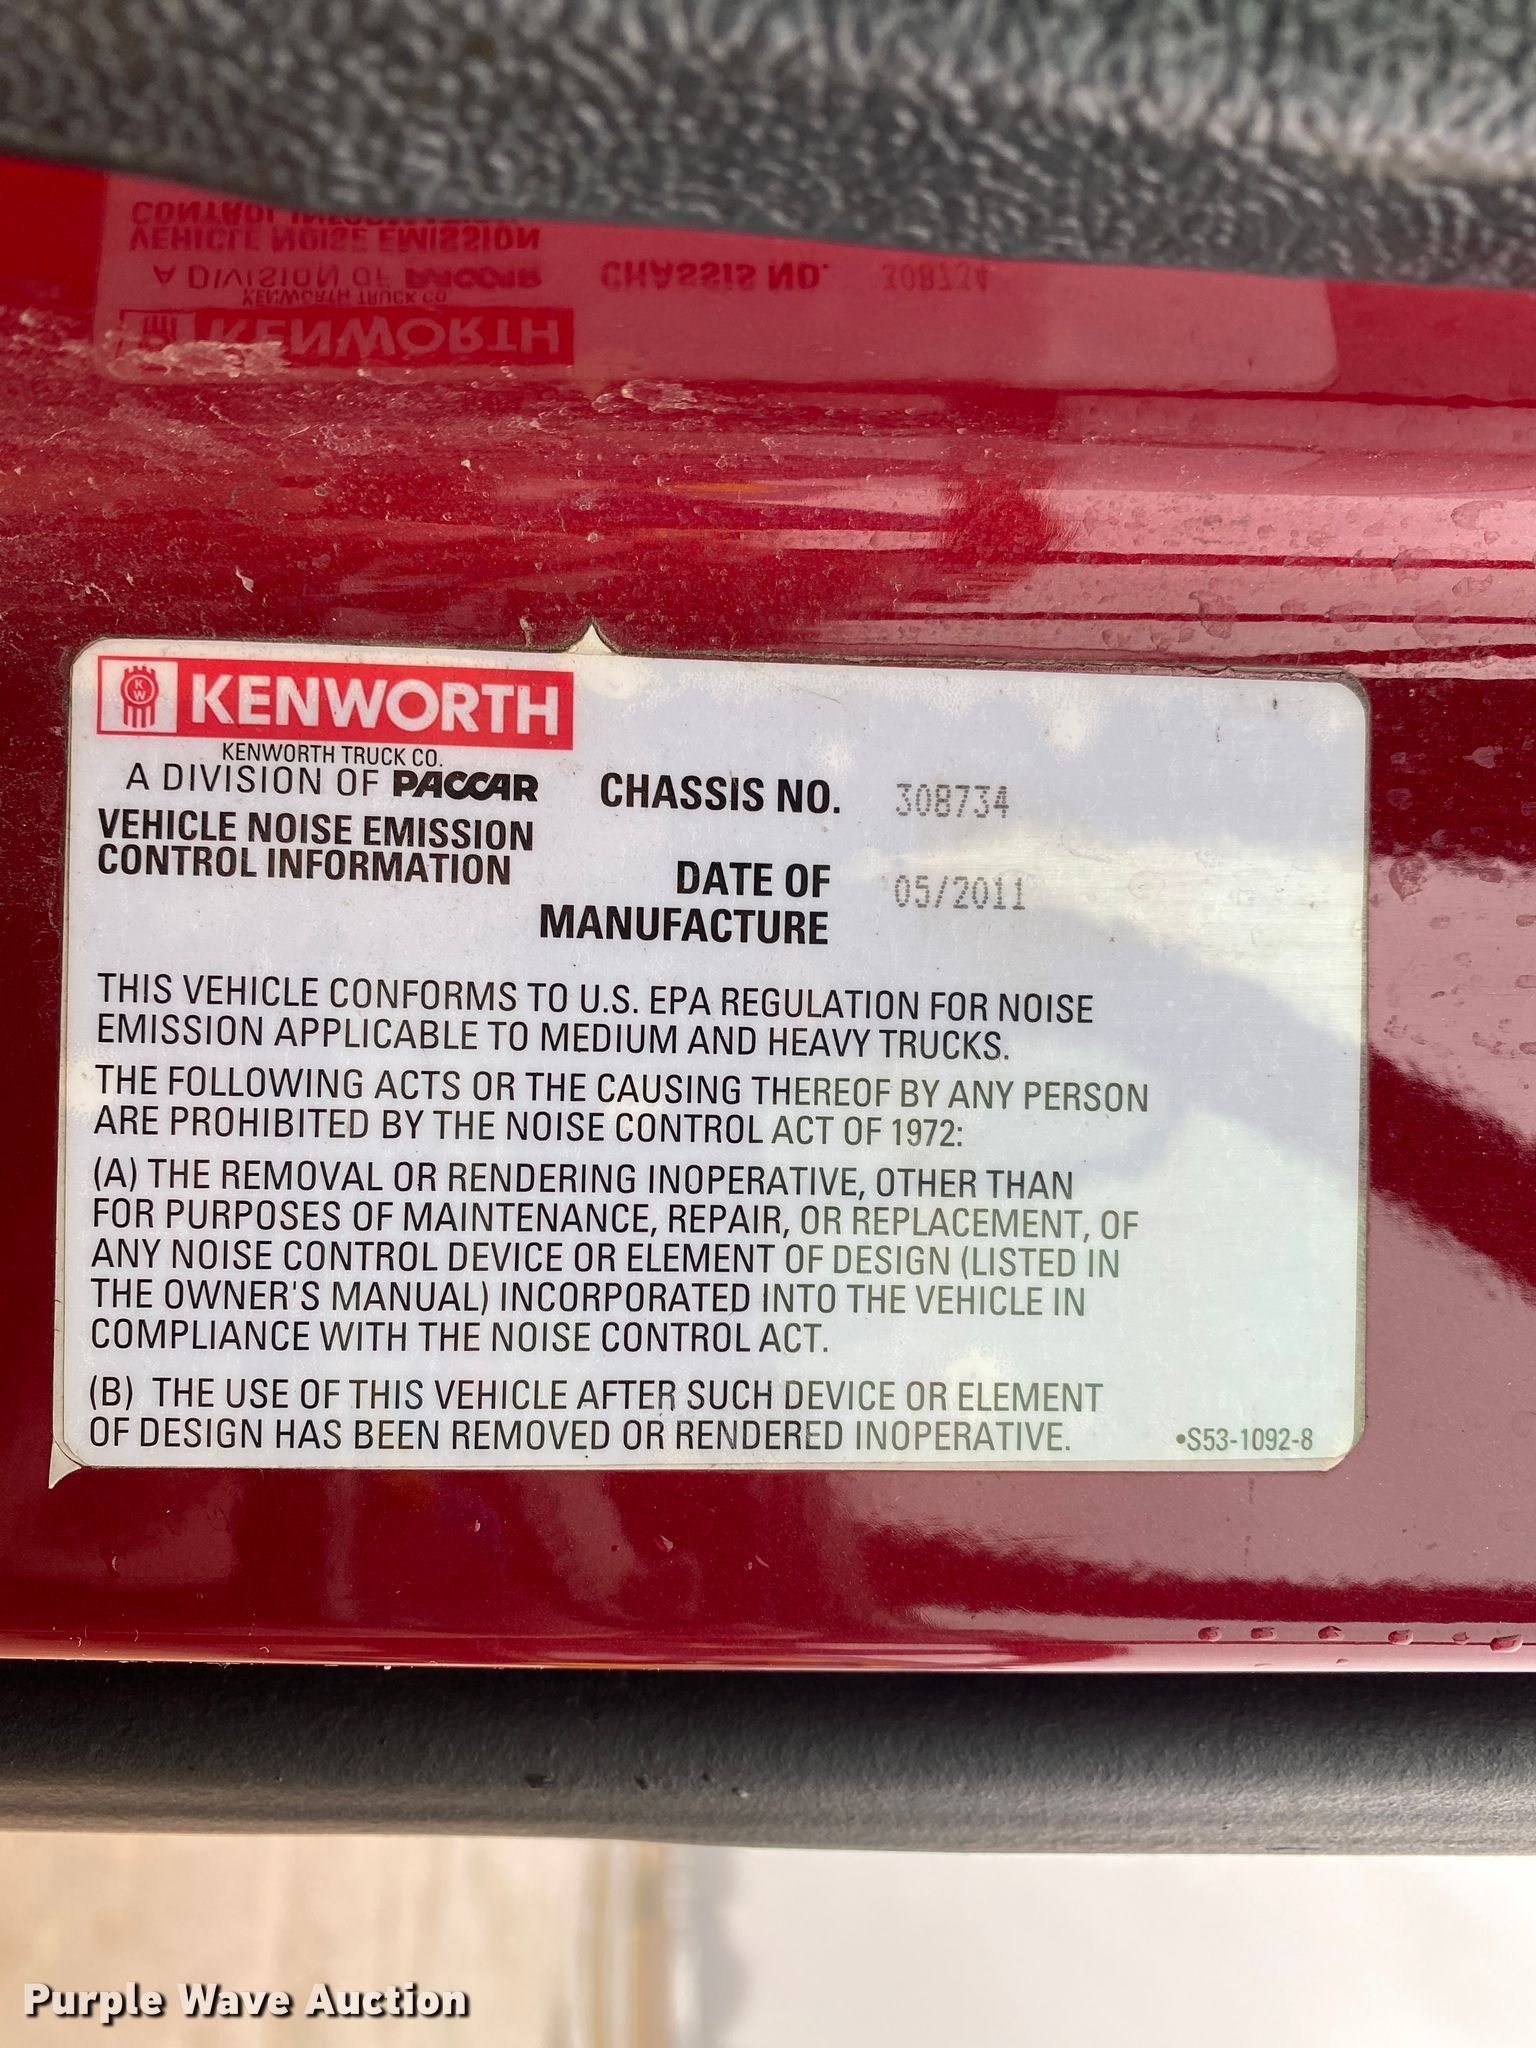 K
W
KENWORTH
KENWORTH TRUCK CO.
A DIVISION OF PACCAR
VEHICLE NOISE EMISSION
CONTROL INFORMATION
CHASSIS NO. 308734
DATE OF
MANUFACTURE 05/2011
THIS VEHICLE CONFORMS TO U.S. EPA REGULATION FOR NOISE
EMISSION APPLICABLE TO MEDIUM AND HEAVY TRUCKS.
THE FOLLOWING ACTS OR THE CAUSING THEREOF BY ANY PERSON
ARE PROHIBITED BY THE NOISE CONTROL ACT OF 1972:
(A) THE REMOVAL OR RENDERING INOPERATIVE, OTHER THAN
FOR PURPOSES OF MAINTENANCE, REPAIR, OR REPLACEMENT, OF
ANY NOISE CONTROL DEVICE OR ELEMENT OF DESIGN (LISTED IN
THE OWNER'S MANUAL) INCORPORATED INTO THE VEHICLE IN
COMPLIANCE WITH THE NOISE CONTROL ACT.
(B) THE USE OF THIS VEHICLE AFTER SUCH DEVICE OR ELEMENT
OF DESIGN HAS BEEN REMOVED OR RENDERED INOPERATIVE.
•S53-1092-8
Purple Wave Auction